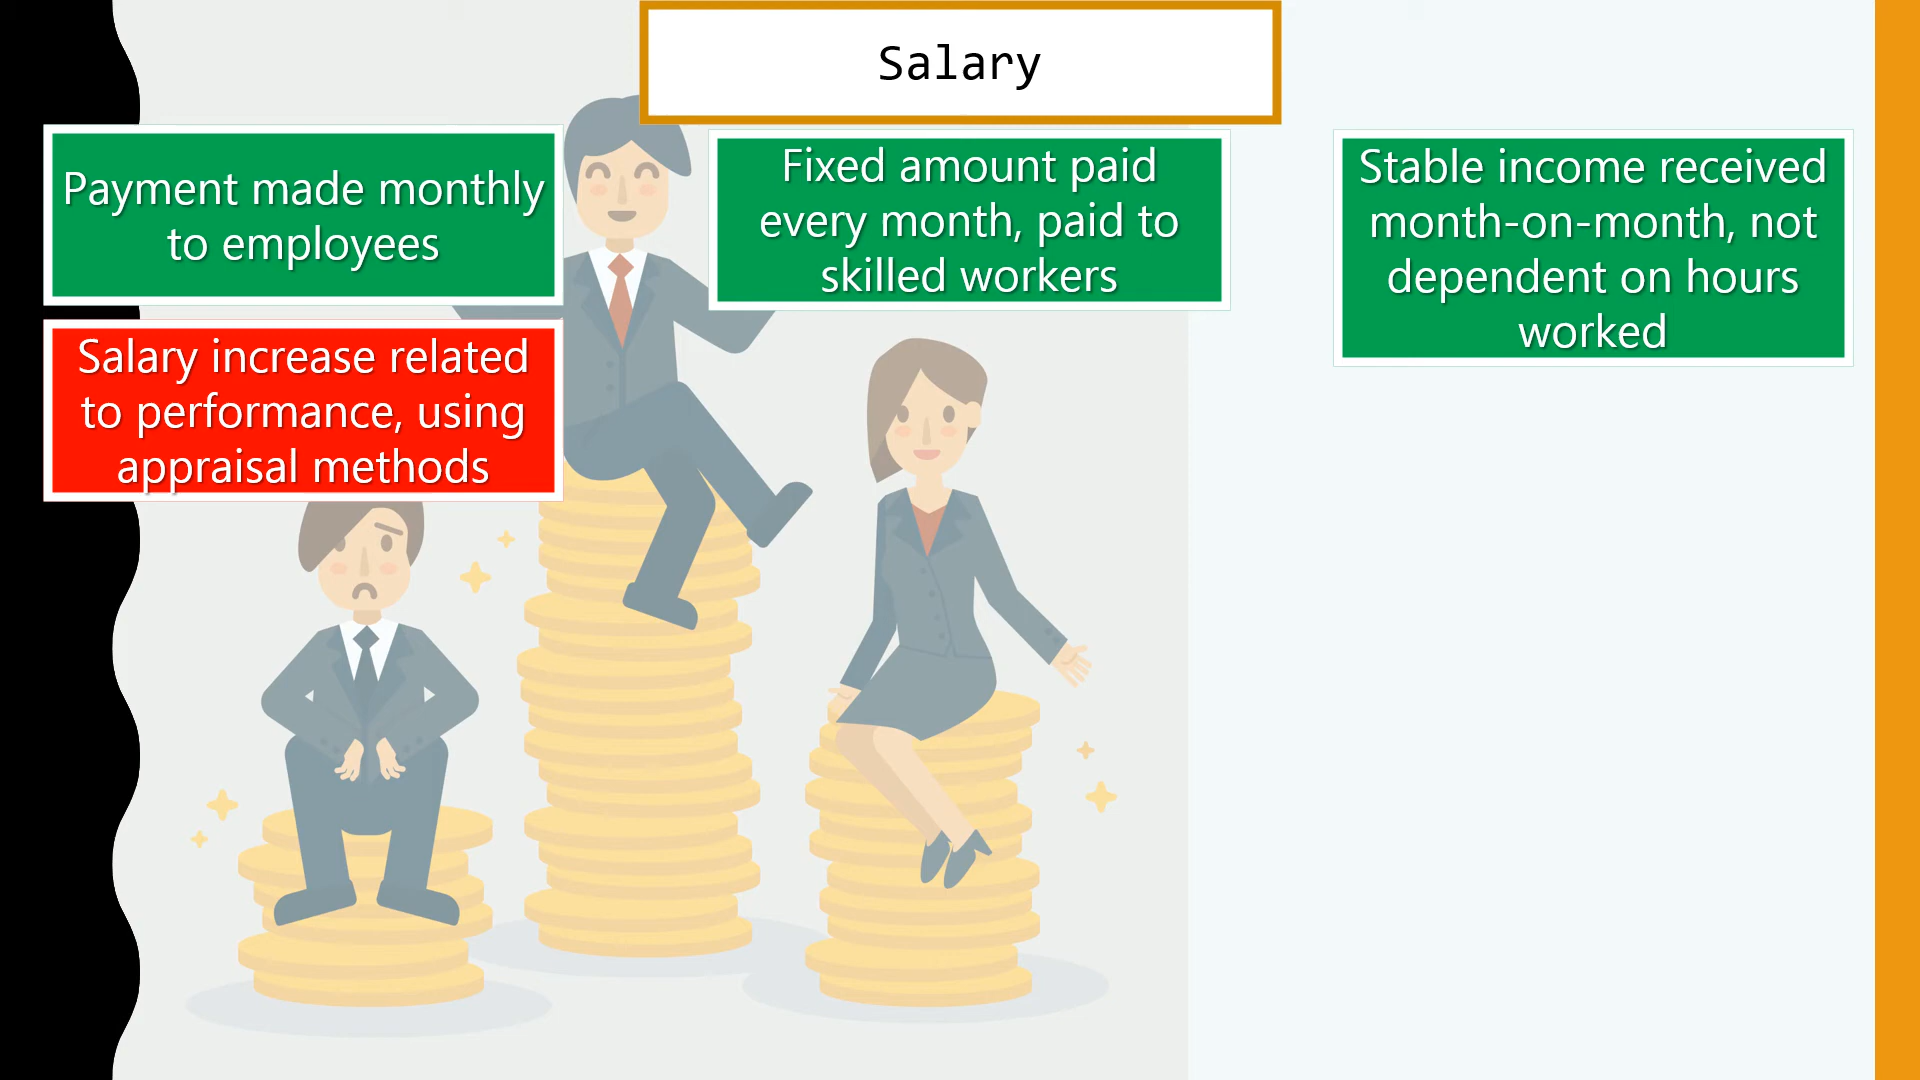 Salary
Payment made monthly
to employees
Fixed amount paid
every month, paid to
skilled workers
Stable income received
month-on-month, not
dependent on hours
worked
Salary increase related
to performance, using
appraisal methods